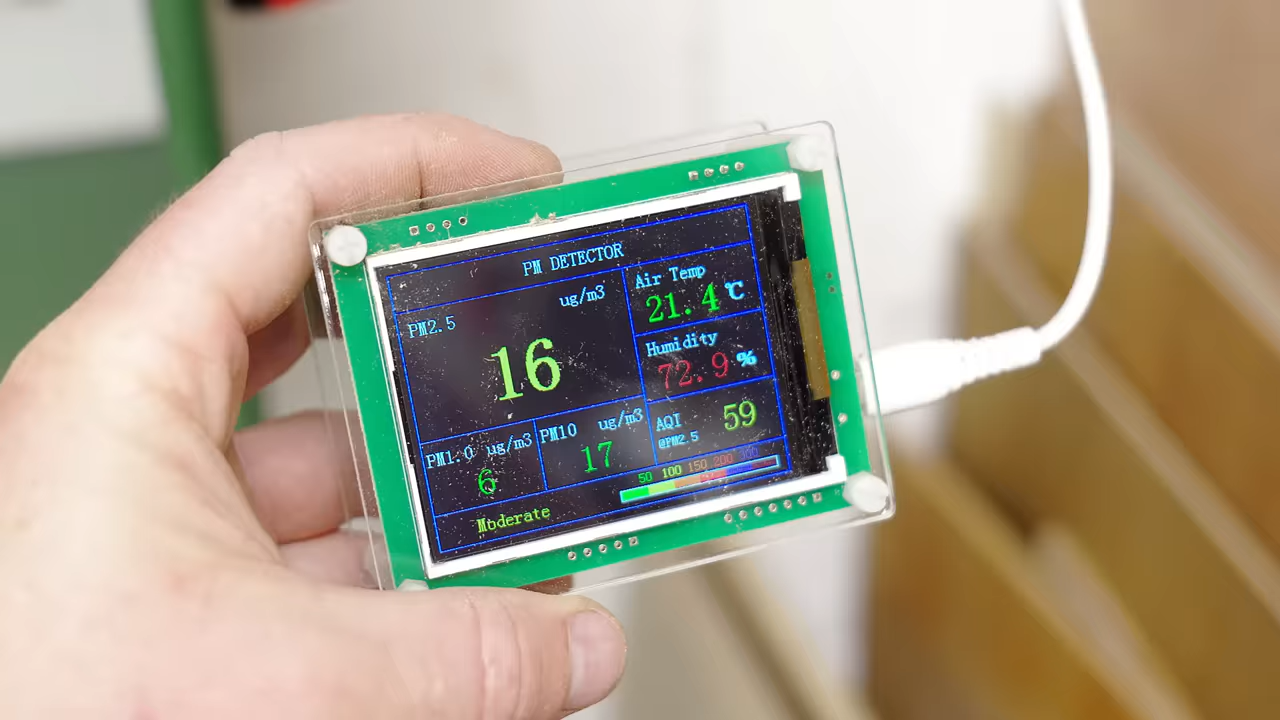 PM DETECTOR
ug/m3
PM2.5
16
Air Temp
21.4 ℃
Humidity
72.9 %
PM1.0 ug/m3
6
PM10 ug/m3
17
AQI
@PM2.5
59
50 100 150 200 300
Moderate